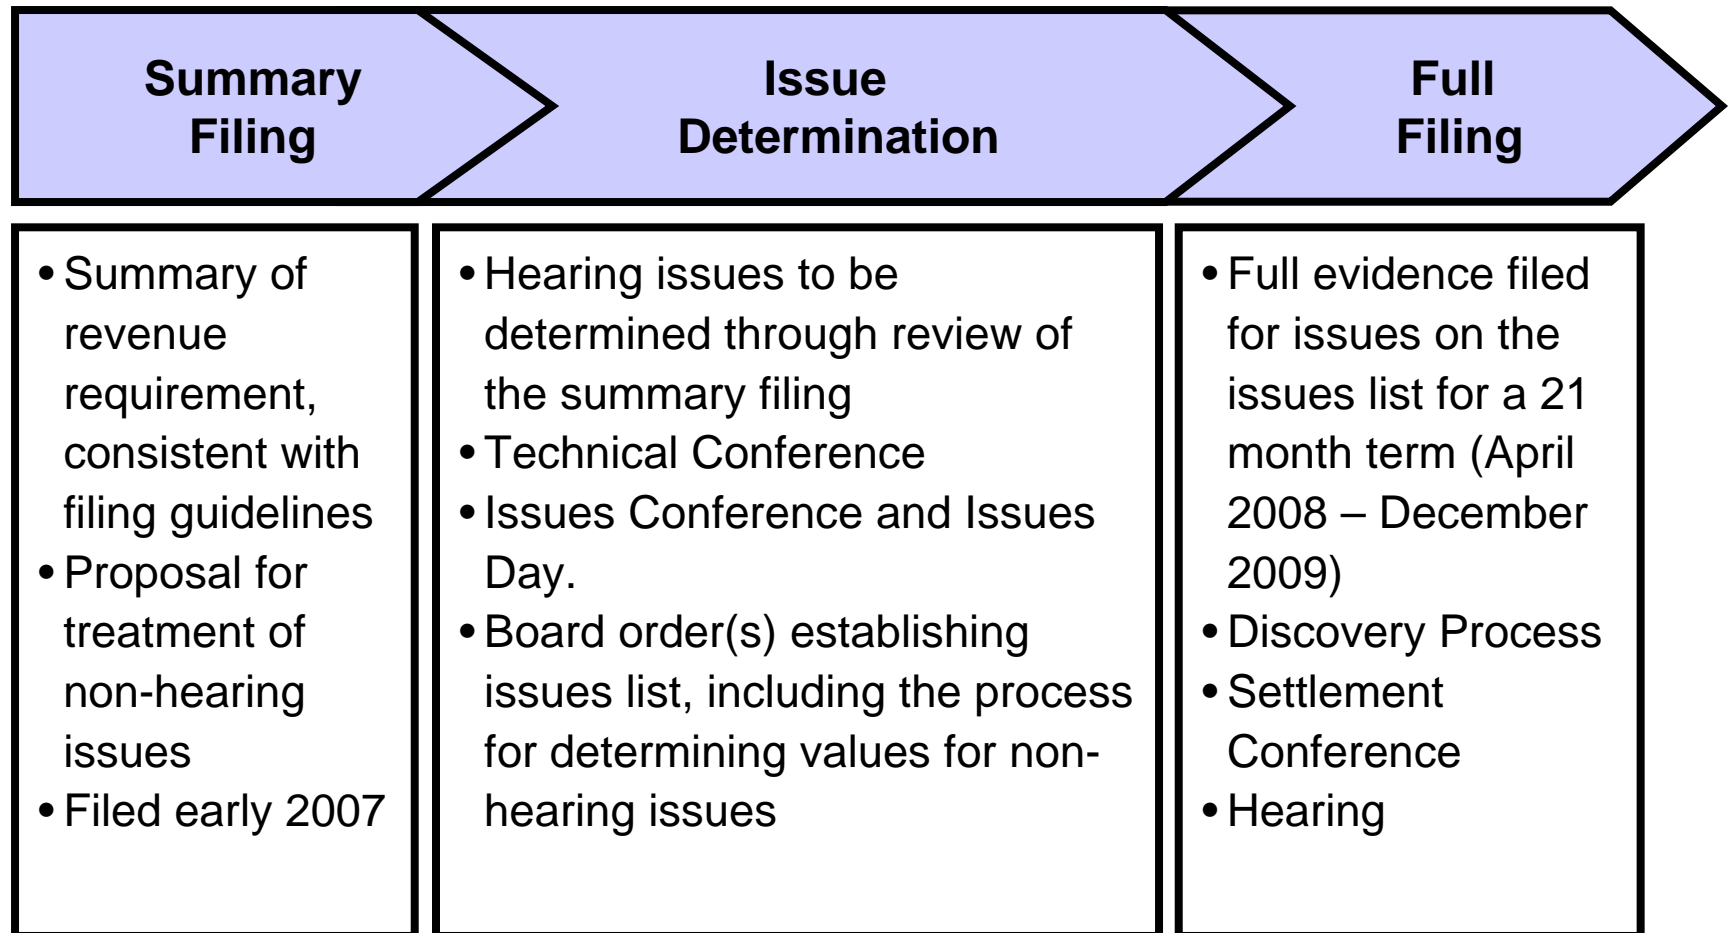 Summary
Filing
Issue
Determination
Full
Filing
• Summary of
revenue
requirement,
consistent with
filing guidelines
• Proposal for
treatment of
non-hearing
issues
• Filed early 2007
• Hearing issues to be
determined through review of
the summary filing
• Technical Conference
• Issues Conference and Issues
Day.
• Board order(s) establishing
issues list, including the process
for determining values for non-
hearing issues
• Full evidence filed
for issues on the
issues list for a 21
month term (April
2008 – December
2009)
• Discovery Process
• Settlement
Conference
• Hearing